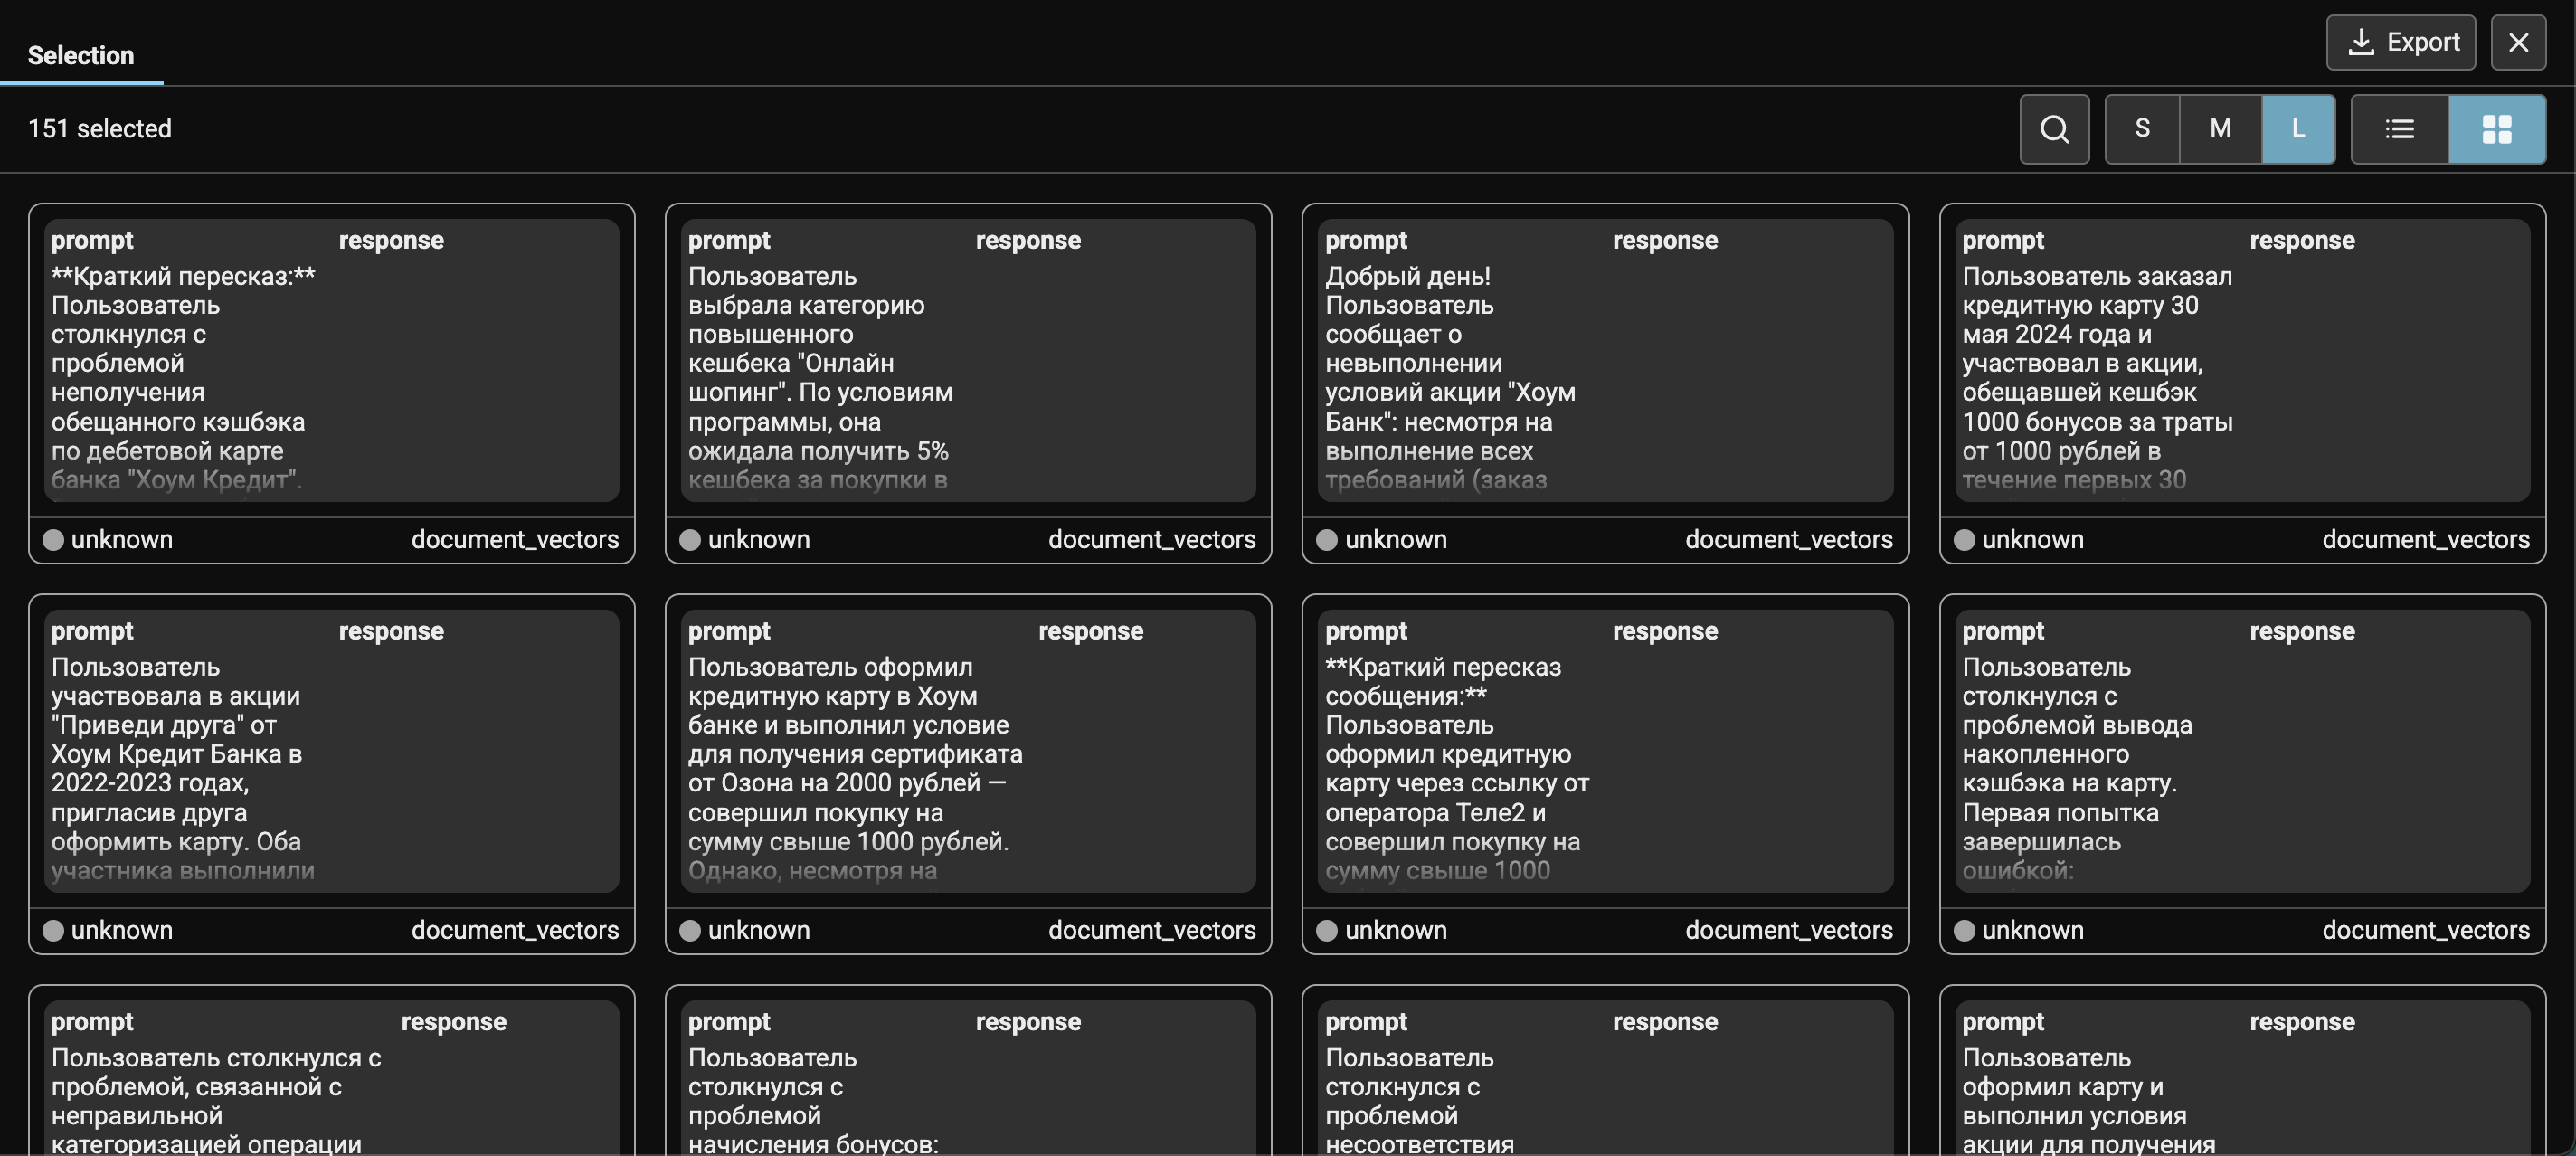 Selection
Export
151 selected
S M L
prompt response
**Краткий пересказ:**
Пользователь
столкнулся с
проблемой
неполучения
обещанного кэшбэка
по дебетовой карте
банка "Хоум Кредит".
unknown document_vectors
prompt response
Пользователь
выбрала категорию
повышенного
кешбека "Онлайн
шопинг". По условиям
программы, она
ожидала получить 5%
кешбека за покупки в
unknown document_vectors
prompt response
Добрый день!
Пользователь
сообщает о
невыполнении
условий акции "Хоум
Банк": несмотря на
выполнение всех
требований (заказ
unknown document_vectors
prompt response
Пользователь заказал
кредитную карту 30
мая 2024 года и
участвовал в акции,
обещавшей кешбэк
1000 бонусов за траты
от 1000 рублей в
течение первых 30
unknown document_vectors
prompt response
Пользователь
участвовала в акции
"Приведи друга" от
Хоум Кредит Банка в
2022-2023 годах,
пригласив друга
оформить карту. Оба
участника выполнили
unknown document_vectors
prompt response
Пользователь оформил
кредитную карту в Хоум
банке и выполнил условие
для получения сертификата
от Озона на 2000 рублей —
совершил покупку на
сумму свыше 1000 рублей.
Однако, несмотря на
unknown document_vectors
prompt response
**Краткий пересказ
сообщения:**
Пользователь
оформил кредитную
карту через ссылку от
оператора Теле2 и
совершил покупку на
сумму свыше 1000
unknown document_vectors
prompt response
Пользователь
столкнулся с
проблемой вывода
накопленного
кэшбэка на карту.
Первая попытка
завершилась
ошибкой:
unknown document_vectors
prompt response
Пользователь столкнулся с
проблемой, связанной с
неправильной
категоризацией операции
prompt response
Пользователь
столкнулся с
проблемой
начисления бонусов:
prompt response
Пользователь
столкнулся с
проблемой
несоответствия
prompt response
Пользователь
оформил карту и
выполнил условия
акции для получения